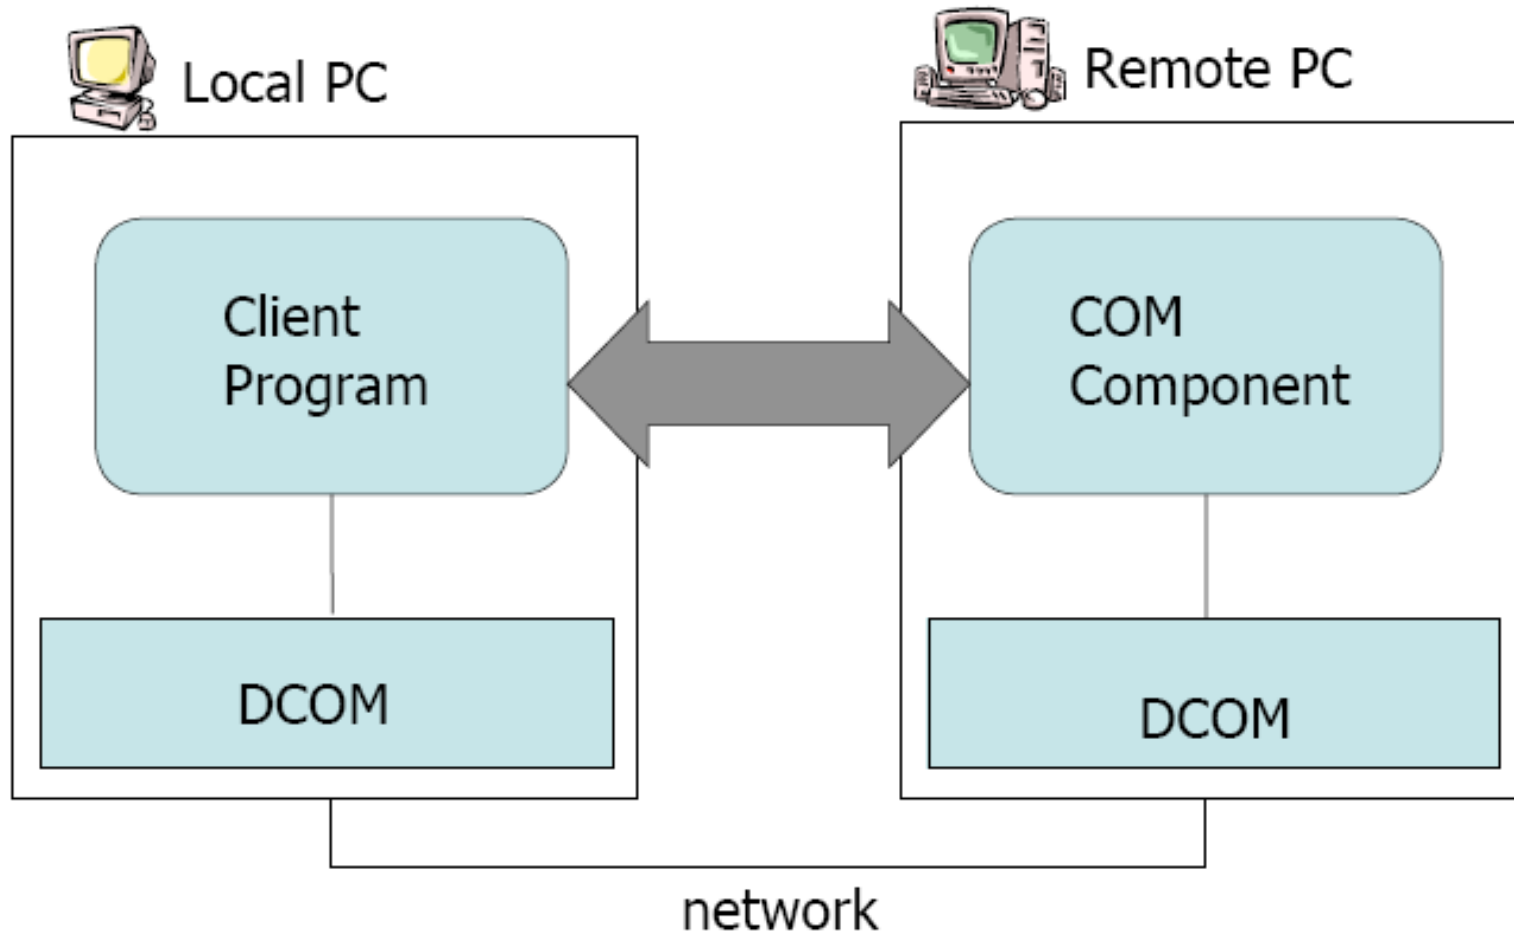 Local PC
Remote PC
Client
Program
COM
Component
DCOM
DCOM
network